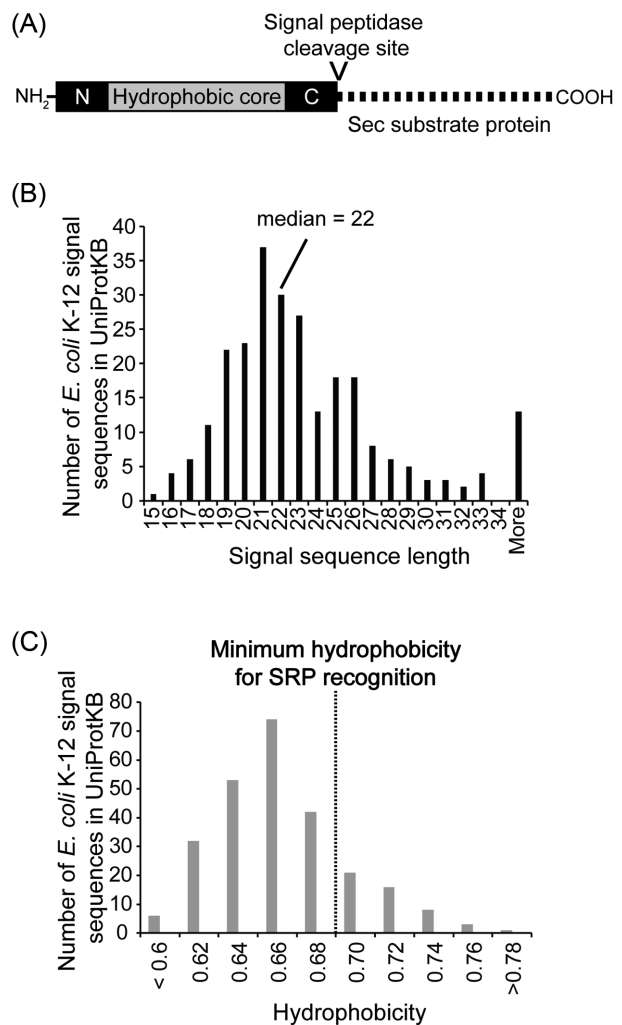 (A)
Signal peptidase
cleavage site
NH2
N
Hydrophobic core
C
COOH
Sec substrate protein
(B)
median = 22
Number of E. coli K-12 signal
sequences in UniProtKB
40
35
30
25
20
15
10
5
0
15
16
17
18
19
20
21
22
23
24
25
26
27
28
29
30
31
32
33
34
More
Signal sequence length
(C)
Minimum hydrophobicity
for SRP recognition
Number of E. coli K-12 signal
sequences in UniProtKB
80
70
60
50
40
30
20
10
0
< 0.6
0.62
0.64
0.66
0.68
0.70
0.72
0.74
0.76
>0.78
Hydrophobicity